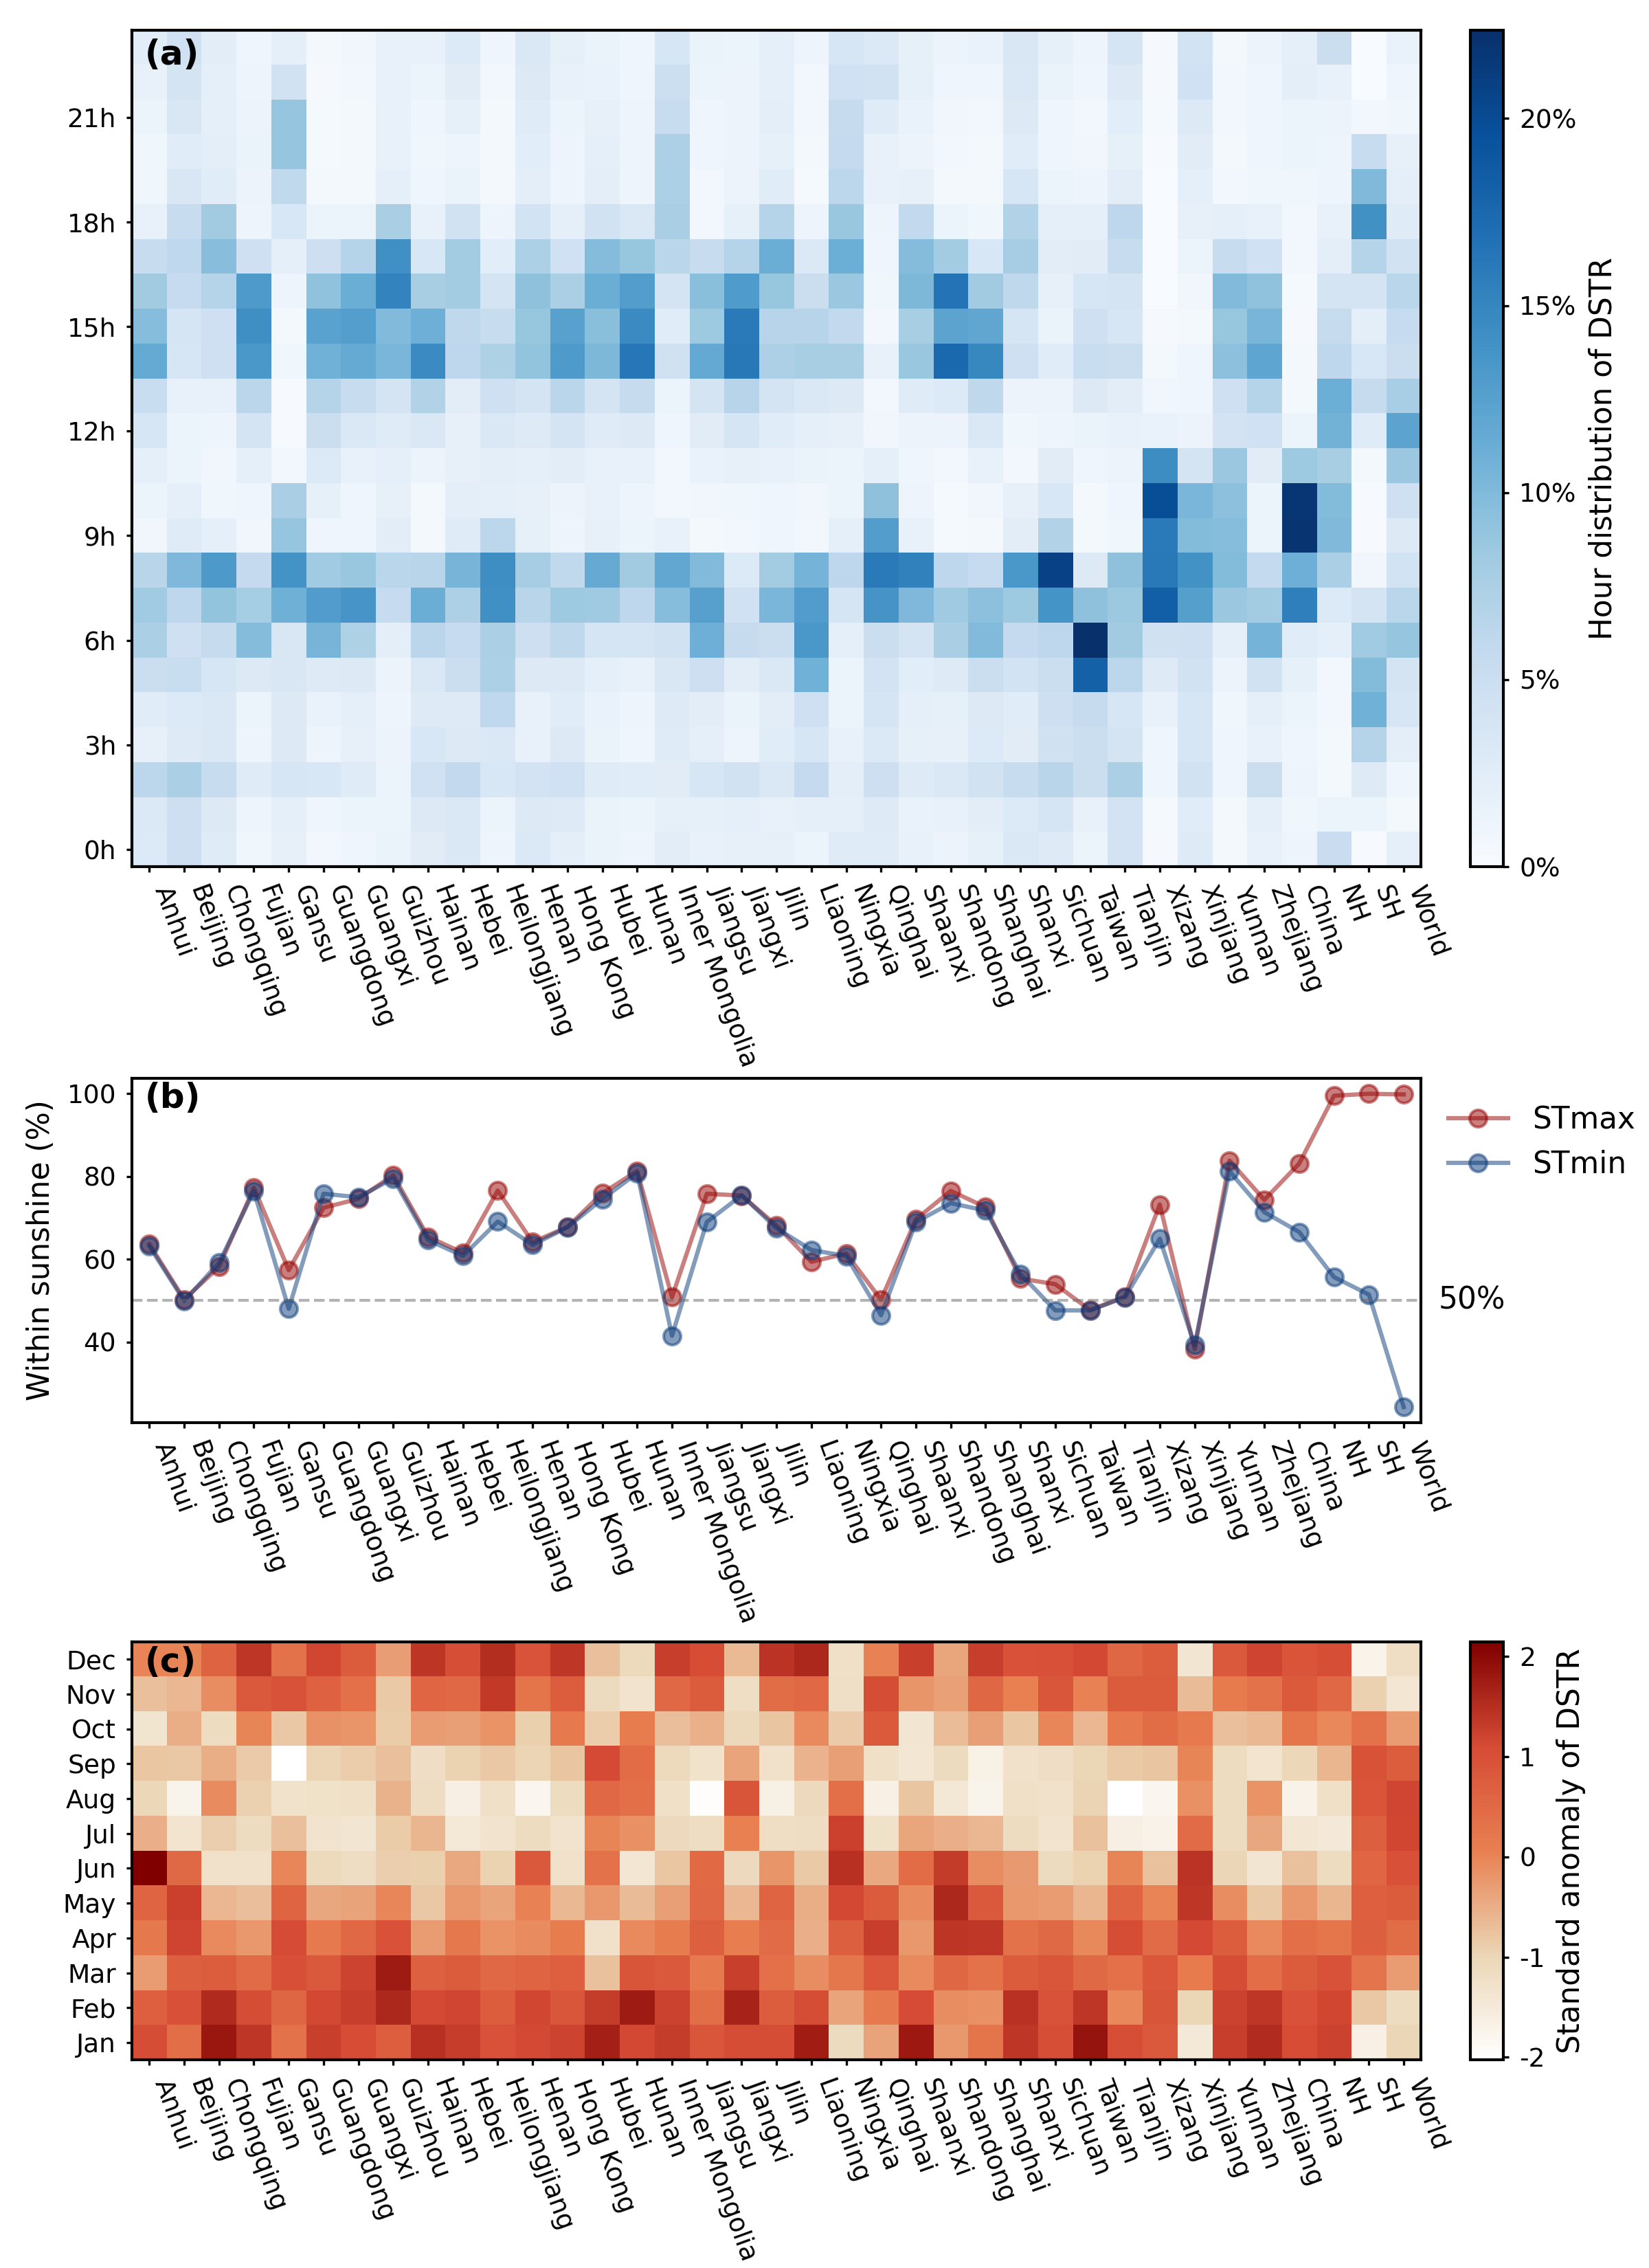 (a)
21h
18h
15h
12h
9h
6h
3h
0h
20%
15%
10%
5%
0%
Hour distribution of DSTR
Anhui
Beijing
Chongqing
Fujian
Gansu
Guangdong
Guangxi
Guizhou
Hainan
Hebei
Heilongjiang
Henan
Hong Kong
Hubei
Hunan
Inner Mongolia
Jiangsu
Jiangxi
Jilin
Liaoning
Ningxia
Qinghai
Shaanxi
Shandong
Shanghai
Shanxi
Sichuan
Taiwan
Tianjin
Xizang
Xinjiang
Yunnan
Zhejiang
China
NH
SH
World
(b)
Within sunshine (%)
100
80
60
40
STmax
STmin
50%
Anhui
Beijing
Chongqing
Fujian
Gansu
Guangdong
Guangxi
Guizhou
Hainan
Hebei
Heilongjiang
Henan
Hong Kong
Hubei
Hunan
Inner Mongolia
Jiangsu
Jiangxi
Jilin
Liaoning
Ningxia
Qinghai
Shaanxi
Shandong
Shanghai
Shanxi
Sichuan
Taiwan
Tianjin
Xizang
Xinjiang
Yunnan
Zhejiang
China
NH
SH
World
(c)
Dec
Nov
Oct
Sep
Aug
Jul
Jun
May
Apr
Mar
Feb
Jan
2
1
0
-1
-2
Standard anomaly of DSTR
Anhui
Beijing
Chongqing
Fujian
Gansu
Guangdong
Guangxi
Guizhou
Hainan
Hebei
Heilongjiang
Henan
Hong Kong
Hubei
Hunan
Inner Mongolia
Jiangsu
Jiangxi
Jilin
Liaoning
Ningxia
Qinghai
Shaanxi
Shandong
Shanghai
Shanxi
Sichuan
Taiwan
Tianjin
Xizang
Xinjiang
Yunnan
Zhejiang
China
NH
SH
World